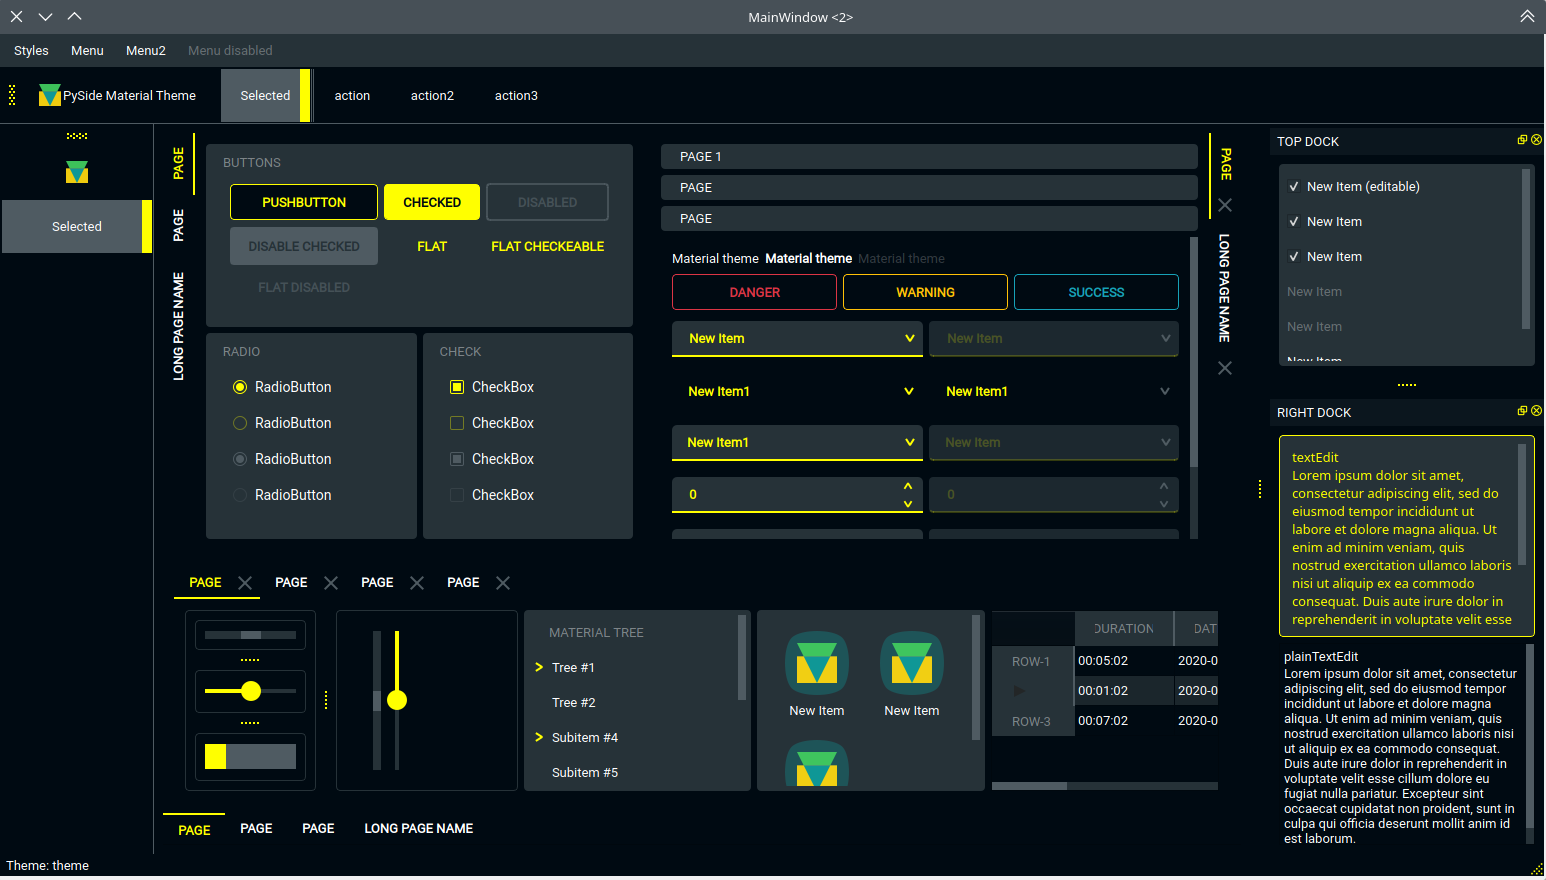 MainWindow <2>
Styles Menu Menu2 Menu disabled
PySide Material Theme Selected action action2 action3
Selected
PAGE
PAGE
LONG PAGE NAME
BUTTONS
PUSHBUTTON CHECKED DISABLED
DISABLE CHECKED FLAT FLAT CHECKEABLE
FLAT DISABLED
RADIO
RadioButton
RadioButton
RadioButton
RadioButton
CHECK
CheckBox
CheckBox
CheckBox
CheckBox
PAGE 1
PAGE
PAGE
Material theme Material theme Material theme
DANGER WARNING SUCCESS
New Item New Item
New Item1 New Item1
New Item1 New Item
0 0
PAGE
LONG PAGE NAME
TOP DOCK
New Item (editable)
New Item
New Item
New Item
New Item
New Item
RIGHT DOCK
textEdit
Lorem ipsum dolor sit amet,
consectetur adipiscing elit, sed do
eiusmod tempor incididunt ut
labore et dolore magna aliqua. Ut
enim ad minim veniam, quis
nostrud exercitation ullamco laboris
nisi ut aliquip ex ea commodo
consequat. Duis aute irure dolor in
reprehenderit in voluptate velit esse
plainTextEdit
Lorem ipsum dolor sit amet, consectetur
adipiscing elit, sed do eiusmod tempor
incididunt ut labore et dolore magna
aliqua. Ut enim ad minim veniam, quis
nostrud exercitation ullamco laboris nisi
ut aliquip ex ea commodo consequat.
Duis aute irure dolor in reprehenderit in
voluptate velit esse cillum dolore eu
fugiat nulla pariatur. Excepteur sint
occaecat cupidatat non proident, sunt in
culpa qui officia deserunt mollit anim id
est laborum.
PAGE PAGE PAGE PAGE
MATERIAL TREE
Tree #1
Tree #2
Subitem #4
Subitem #5
New Item New Item
DURATION DAT
ROW-1 00:05:02 2020-0
00:01:02 2020-0
ROW-3 00:07:02 2020-0
PAGE PAGE PAGE LONG PAGE NAME
Theme: theme